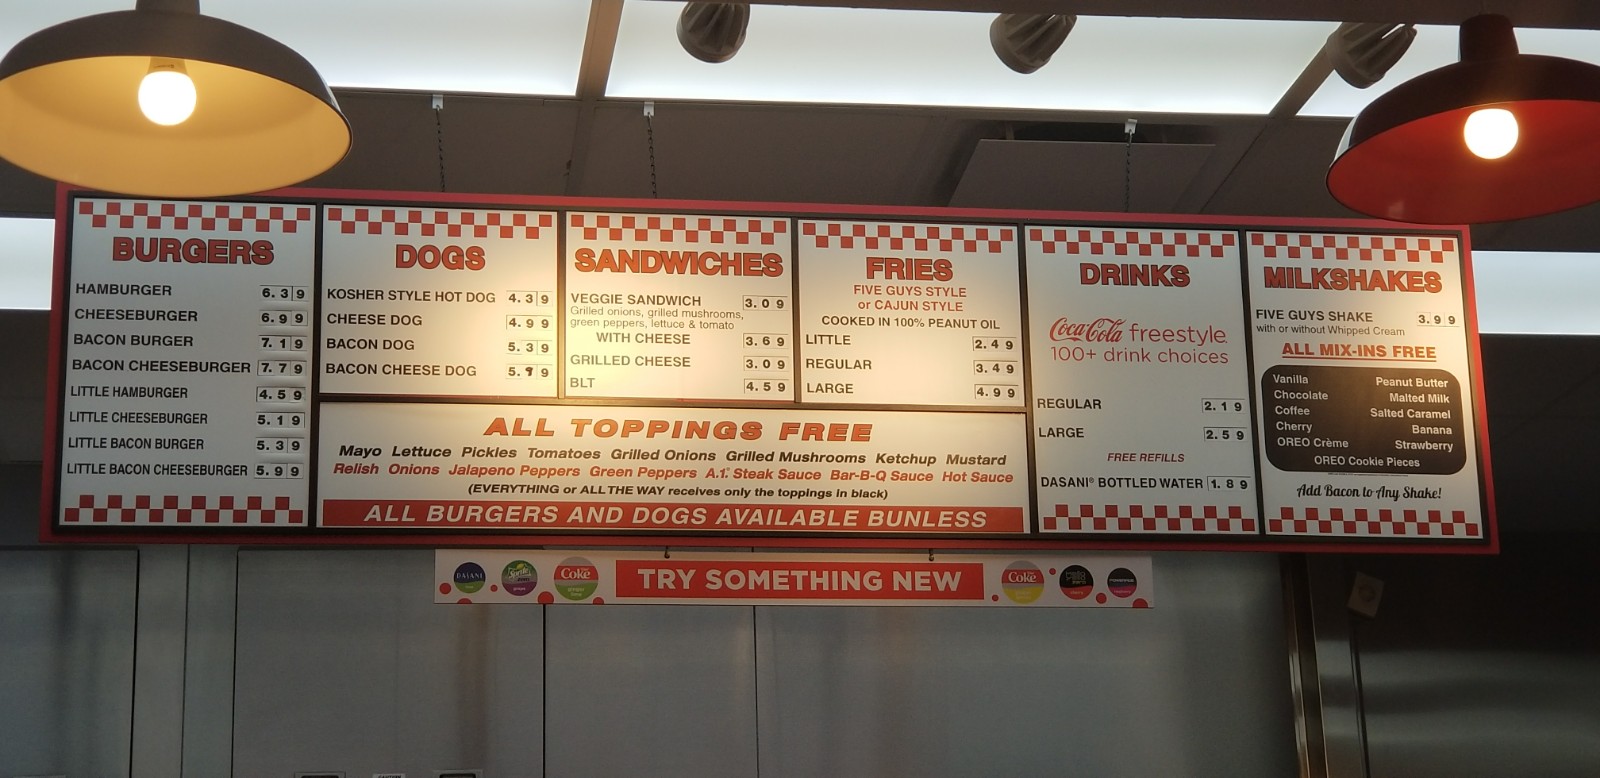 BURGERS
HAMBURGER 6.39
CHEESEBURGER 6.99
BACON BURGER 7.19
BACON CHEESEBURGER 7.79
LITTLE HAMBURGER 4.59
LITTLE CHEESEBURGER 5.19
LITTLE BACON BURGER 5.39
LITTLE BACON CHEESEBURGER 5.99
DOGS
KOSHER STYLE HOT DOG 4.39
CHEESE DOG 4.99
BACON DOG 5.39
BACON CHEESE DOG 5.99
SANDWICHES
VEGGIE SANDWICH 3.09
Grilled onions, grilled mushrooms,
green peppers, lettuce & tomato
WITH CHEESE 3.69
GRILLED CHEESE 3.09
BLT 4.59
FRIES
FIVE GUYS STYLE
or CAJUN STYLE
COOKED IN 100% PEANUT OIL
LITTLE 2.49
REGULAR 3.49
LARGE 4.99
ALL TOPPINGS FREE
Mayo Lettuce Pickles Tomatoes Grilled Onions Grilled Mushrooms Ketchup Mustard
Relish Onions Jalapeno Peppers Green Peppers A.1. Steak Sauce Bar-B-Q Sauce Hot Sauce
(EVERYTHING or ALL THE WAY receives only the toppings in black)
ALL BURGERS AND DOGS AVAILABLE BUNLESS
DRINKS
Coca-Cola freestyle
100+ drink choices
REGULAR 2.19
LARGE 2.59
FREE REFILLS
DASANI® BOTTLED WATER 1.89
MILKSHAKES
FIVE GUYS SHAKE 3.99
with or without Whipped Cream
ALL MIX-INS FREE
Vanilla Peanut Butter
Chocolate Malted Milk
Coffee Salted Caramel
Cherry Banana
OREO Crème Strawberry
OREO Cookie Pieces
Add Bacon to Any Shake!
DASANI Sprite Coke TRY SOMETHING NEW Coke